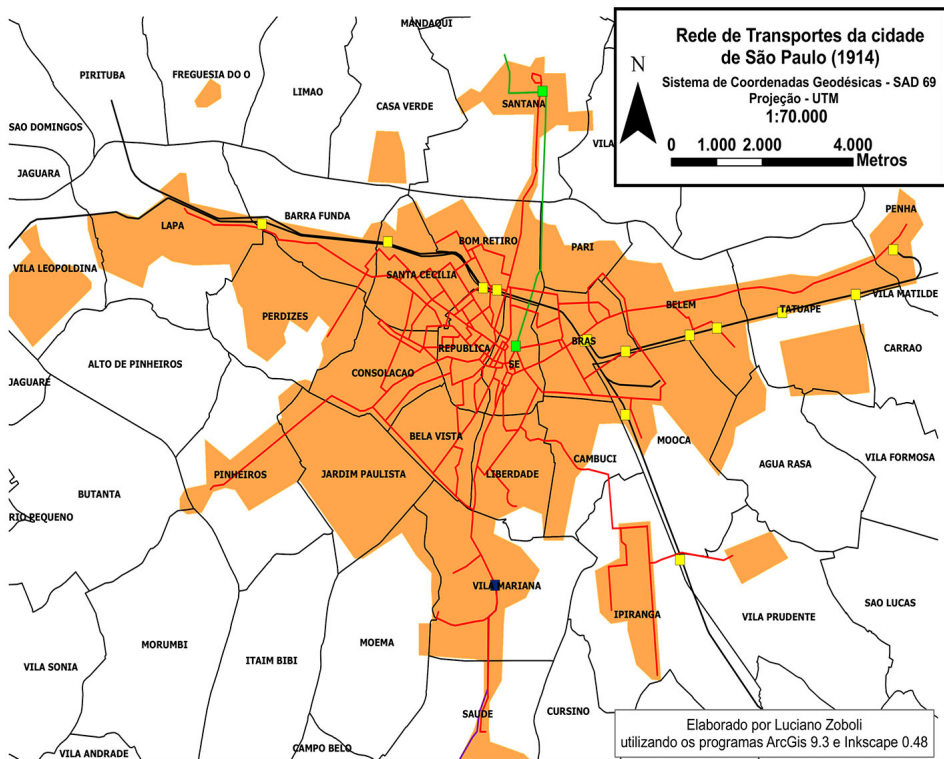 MANDAQUI
Rede de Transportes da cidade
de São Paulo (1914)
Sistema de Coordenadas Geodésicas - SAD 69
Projeção - UTM
1:70.000
N
0 1.000 2.000 4.000
Metros
PIRITUBA
FREGUESIA DO O
LIMAO
CASA VERDE
SANTANA
SAO DOMINGOS
VILA
JAGUARA
LAPA
BARRA FUNDA
BOM RETIRO
PARI
PENHA
VILA LEOPOLDINA
SANTA CECILIA
VILA MATILDE
PERDIZES
BELEM
TATUAPE
ALTO DE PINHEIROS
REPUBLICA
BRAS
CARRAO
SE
JAGUARE
CONSOLACAO
BELA VISTA
MOOCA
CAMBUCI
VILA FORMOSA
AGUA RASA
PINHEIROS
JARDIM PAULISTA
LIBERDADE
BUTANTA
RIO PEQUENO
VILA MARIANA
IPIRANGA
VILA PRUDENTE
SAO LUCAS
MORUMBI
MOEMA
ITAIM BIBI
VILA SONIA
SAUDE
CURSINO
VILA ANDRADE
CAMPO BELO
Elaborado por Luciano Zoboli
utilizando os programas ArcGis 9.3 e Inkscape 0.48